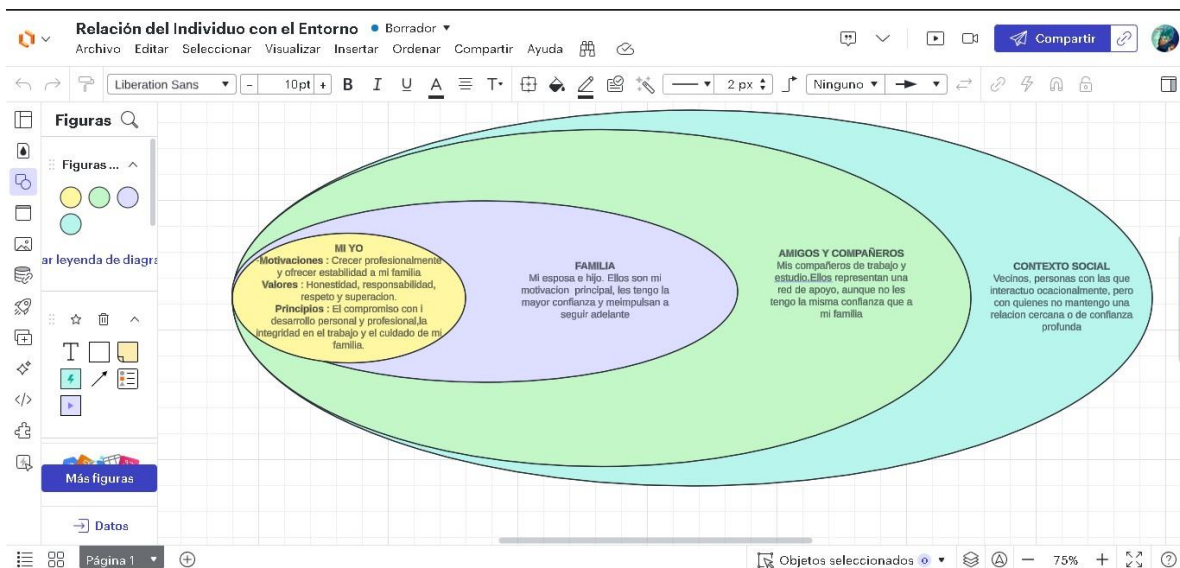 Relación del Individuo con el Entorno Borrador
Archivo Editar Seleccionar Visualizar Insertar Ordenar Compartir Ayuda
Compartir
Liberation Sans - 10pt + B I U A T 2 px Ninguno
Figuras
Figuras ...
ar leyenda de diagra
T
Más figuras
Datos
MI YO
Motivaciones : Crecer profesionalmente
y ofrecer estabilidad a mi familia
Valores : Honestidad, responsabilidad,
respeto y superacion.
Principios : El compromiso con i
desarrollo personal y profesional,la
integridad en el trabajo y el cuidado de mi
familia.
FAMILIA
Mi esposa e hijo. Ellos son mi
motivacion principal, les tengo la
mayor confianza y meimpulsan a
seguir adelante
AMIGOS Y COMPAÑEROS
Mis compañeros de trabajo y
estudio.Ellos representan una
red de apoyo, aunque no les
tengo la misma confianza que a
mi familia
CONTEXTO SOCIAL
Vecinos, personas con las que
interactuo ocacionalmente, pero
con quienes no mantengo una
relacion cercana o de confianza
profunda
Página 1
Objetos seleccionados 0 75%